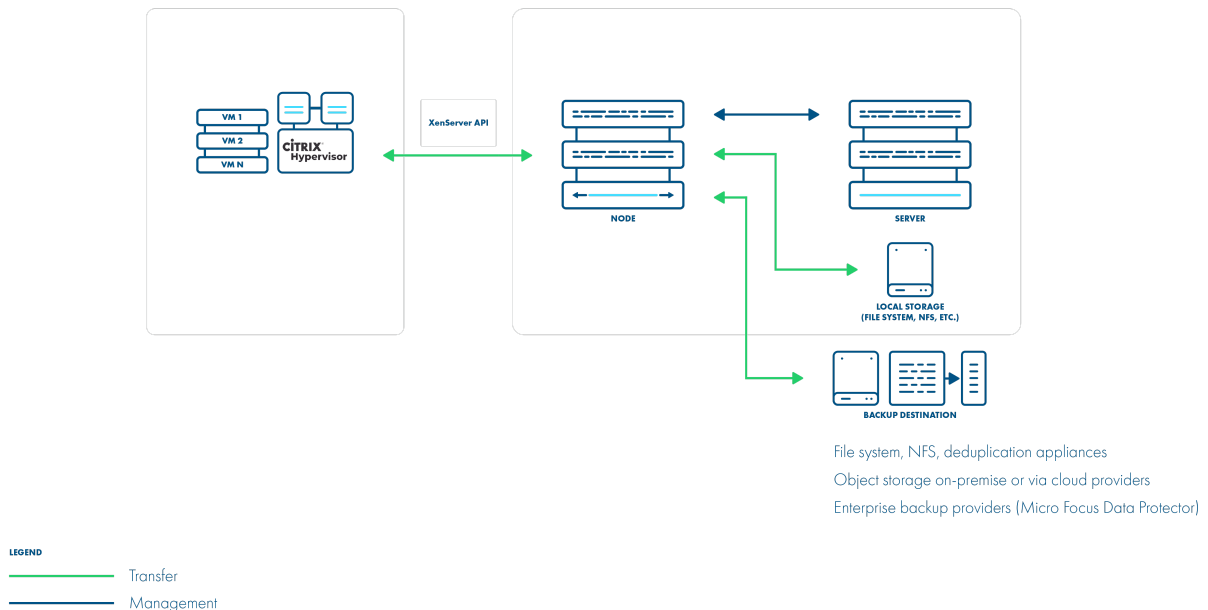 VM 1
VM 2
VM N
CİTRIX
Hypervisor
XenServer API
NODE
SERVER
LOCAL STORAGE
(FILE SYSTEM, NFS, ETC.)
BACKUP DESTINATION
File system, NFS, deduplication appliances
Object storage on-premise or via cloud providers
Enterprise backup providers (Micro Focus Data Protector)
LEGEND
Transfer
Management